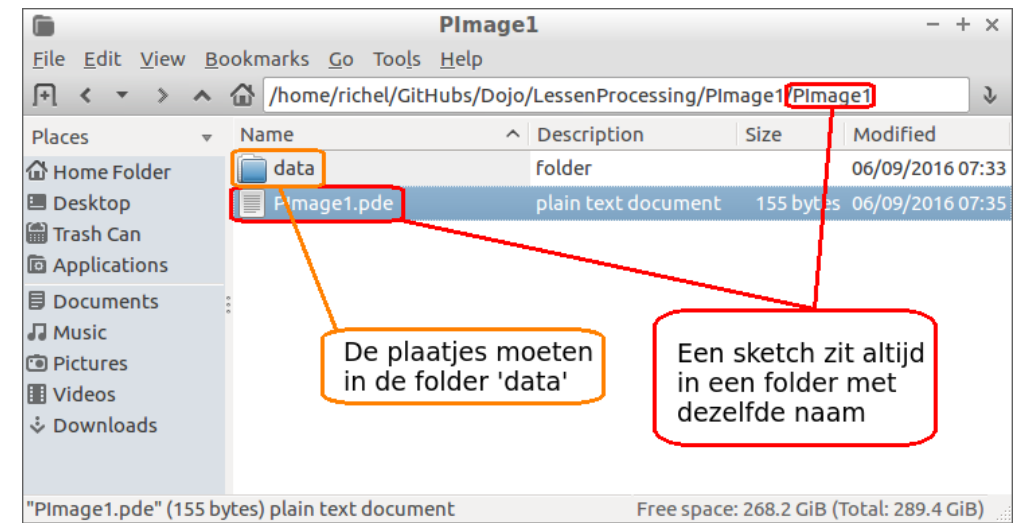 PImage1
File Edit View Bookmarks Go Tools Help
/home/richel/GitHubs/Dojo/LessenProcessing/PImage1/PImage1
Places Name Description Size Modified
Home Folder data folder 06/09/2016 07:33
Desktop PImage1.pde plain text document 155 bytes 06/09/2016 07:35
Trash Can
Applications
Documents
Music
Pictures
Videos
Downloads
De plaatjes moeten
in de folder 'data'
Een sketch zit altijd
in een folder met
dezelfde naam
"PImage1.pde" (155 bytes) plain text document Free space: 268.2 GiB (Total: 289.4 GiB)